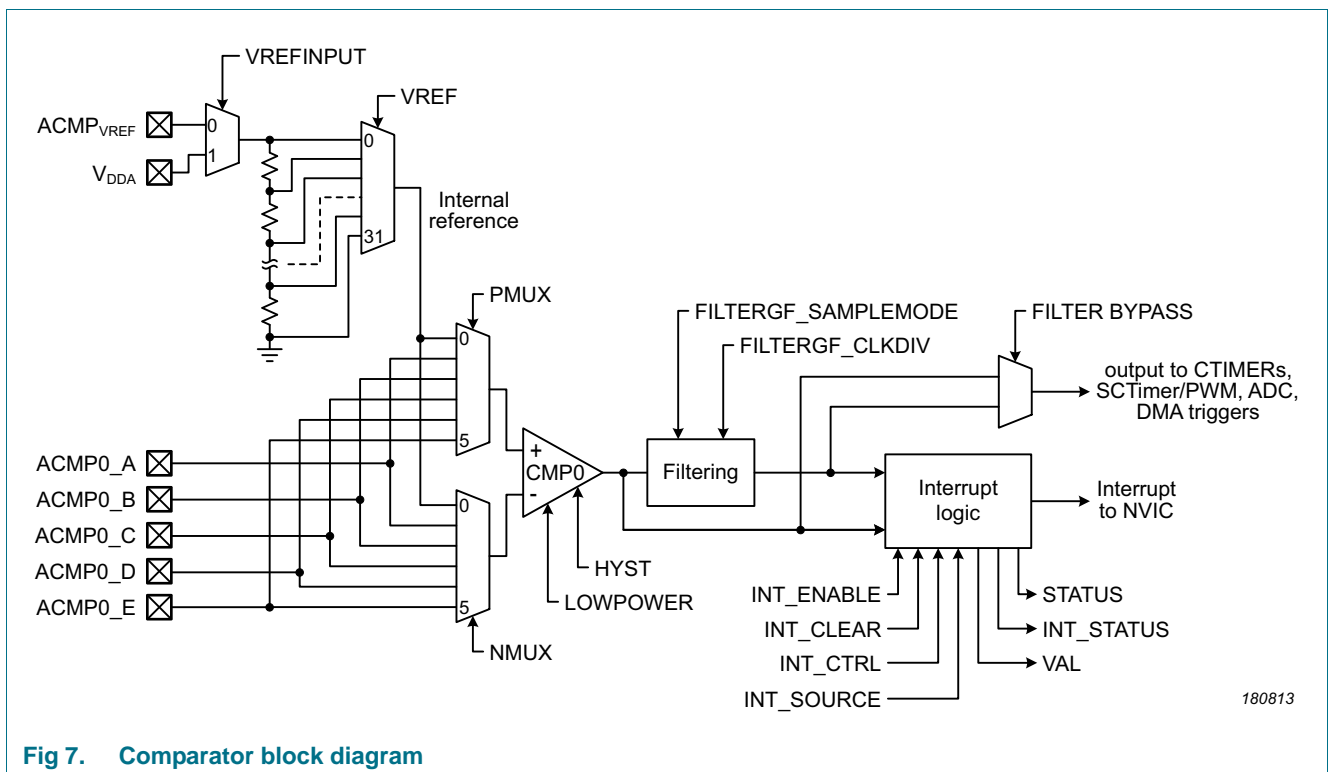 VREFINPUT
VREF
ACMPVREF
0
0
1
VDDA
Internal
reference
31
PMUX
0
FILTERGF_SAMPLEMODE
FILTER BYPASS
FILTERGF_CLKDIV
output to CTIMERs,
SCTimer/PWM, ADC,
DMA triggers
5
+
CMP0
-
Filtering
ACMP0_A
ACMP0_B
ACMP0_C
ACMP0_D
ACMP0_E
0
5
Interrupt
logic
Interrupt
to NVIC
HYST
LOWPOWER
NMUX
INT_ENABLE
STATUS
INT_CLEAR
INT_STATUS
INT_CTRL
VAL
INT_SOURCE
180813
Fig 7. Comparator block diagram